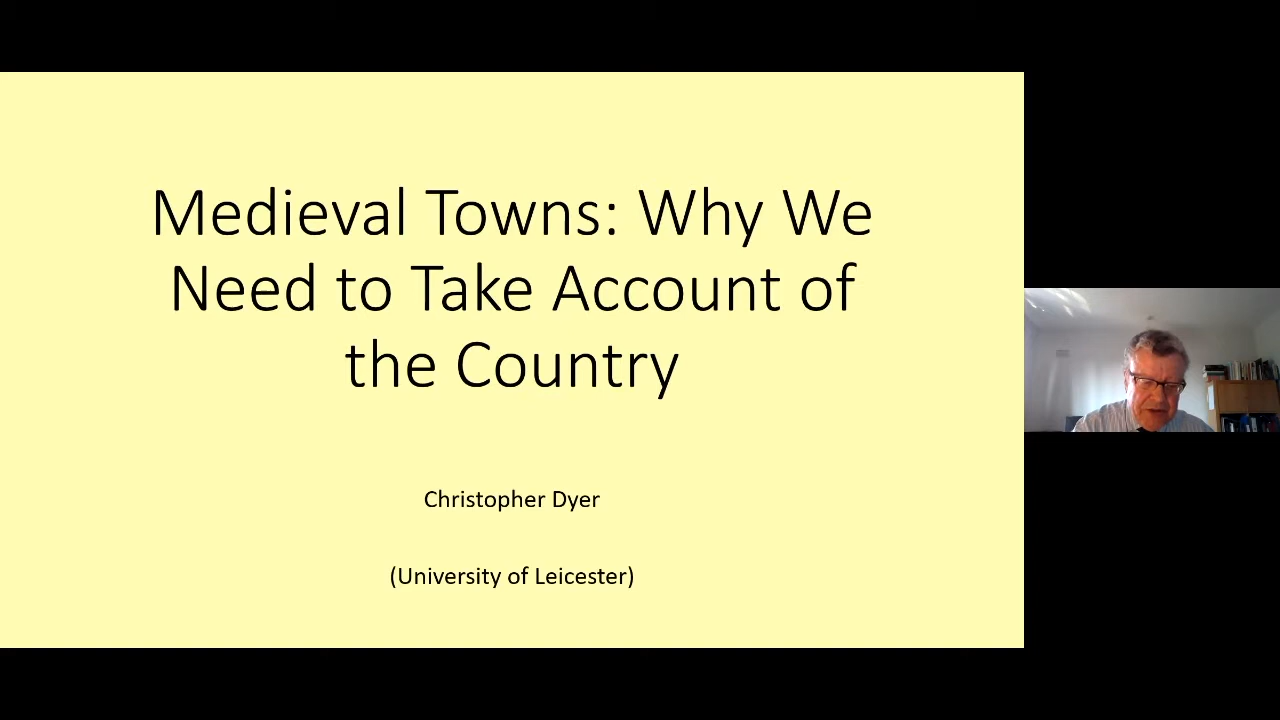 Medieval Towns: Why We
Need to Take Account of
the Country
Christopher Dyer
(University of Leicester)